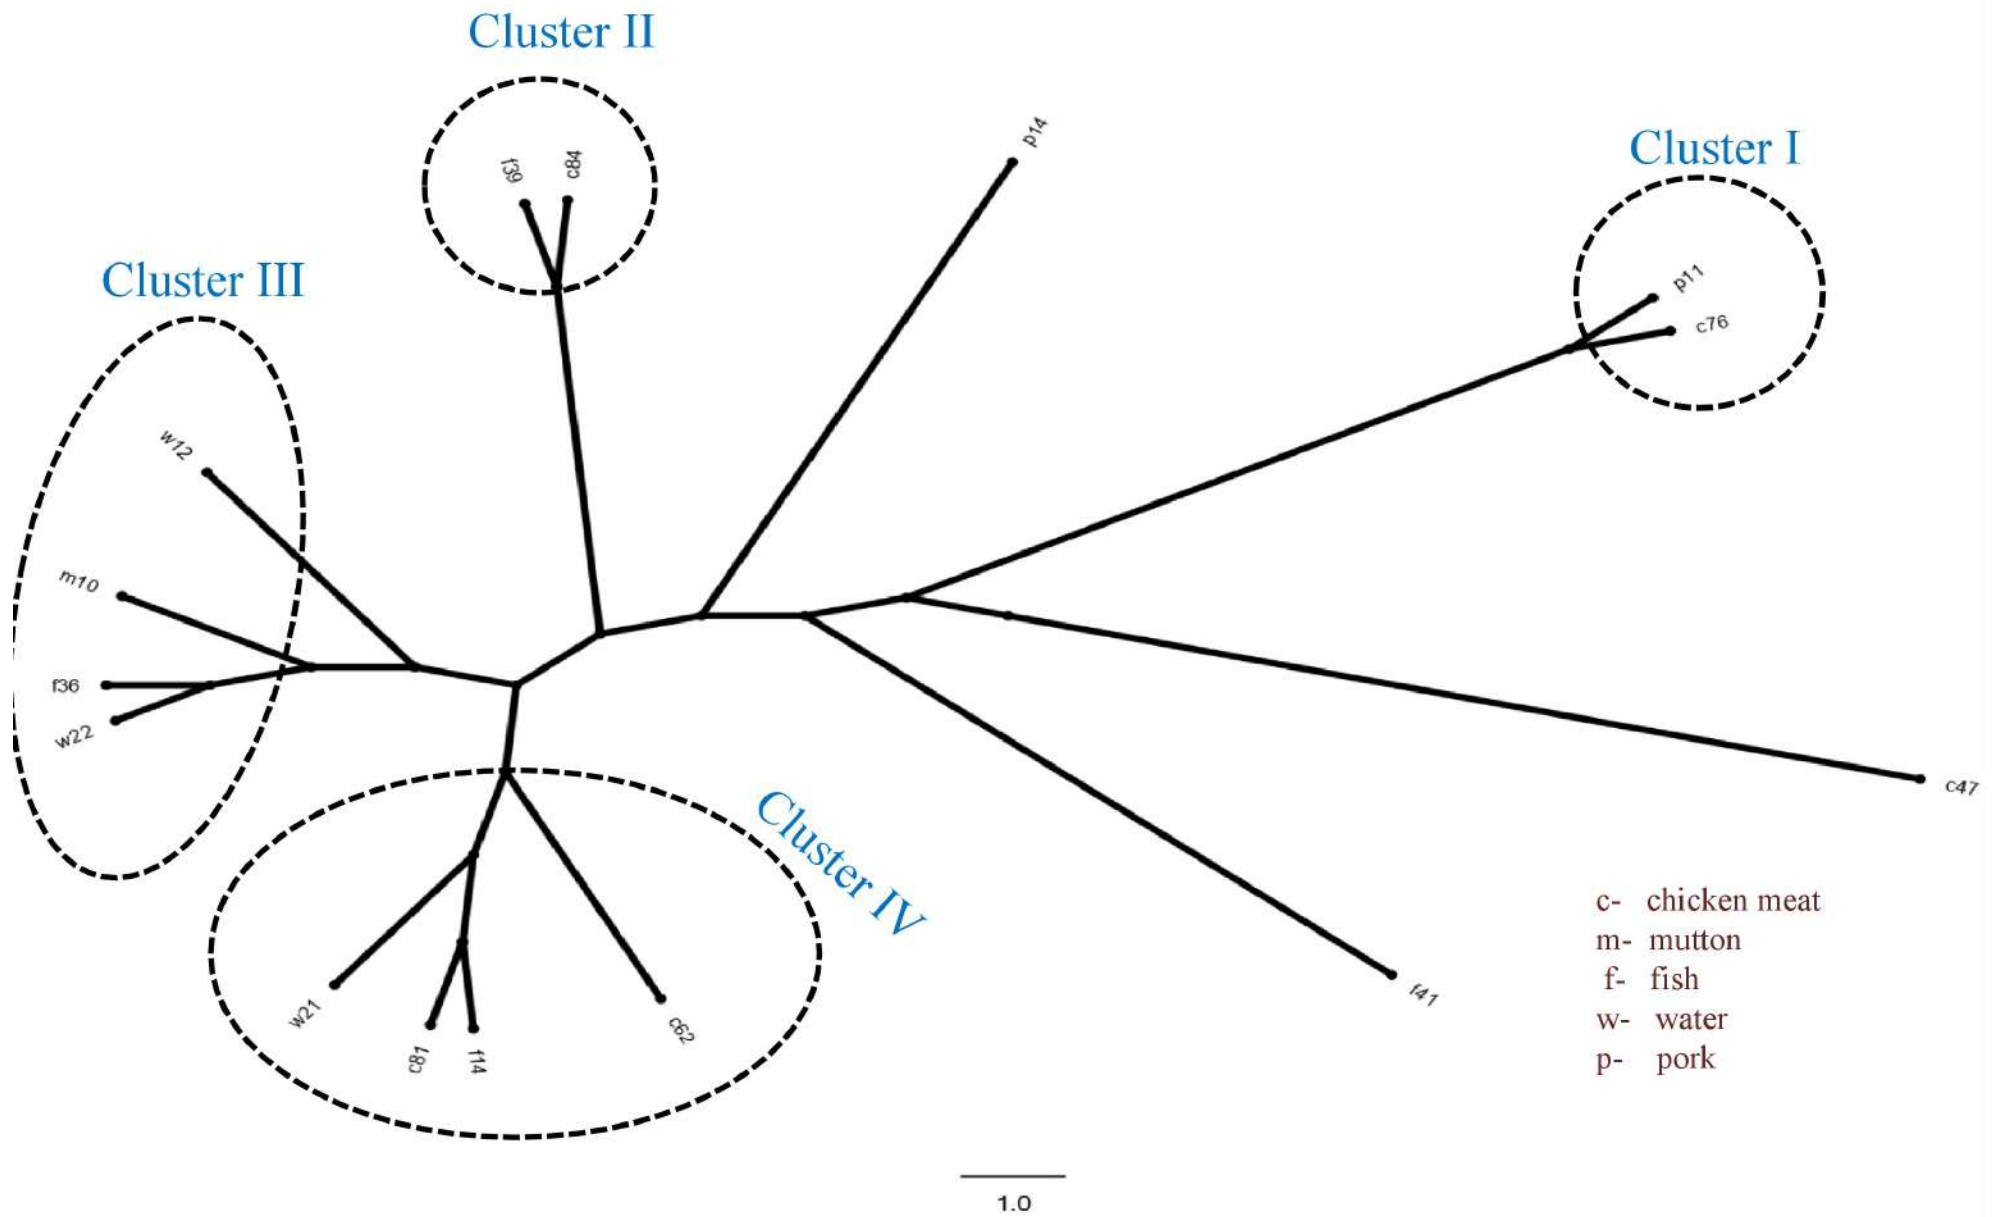 Cluster II
p14
Cluster I
f39
c84
p11
c76
Cluster III
w12
m10
f36
w22
c47
Cluster IV
w21
c81
f14
c62
f41
c- chicken meat
m- mutton
f- fish
w- water
p- pork
1.0